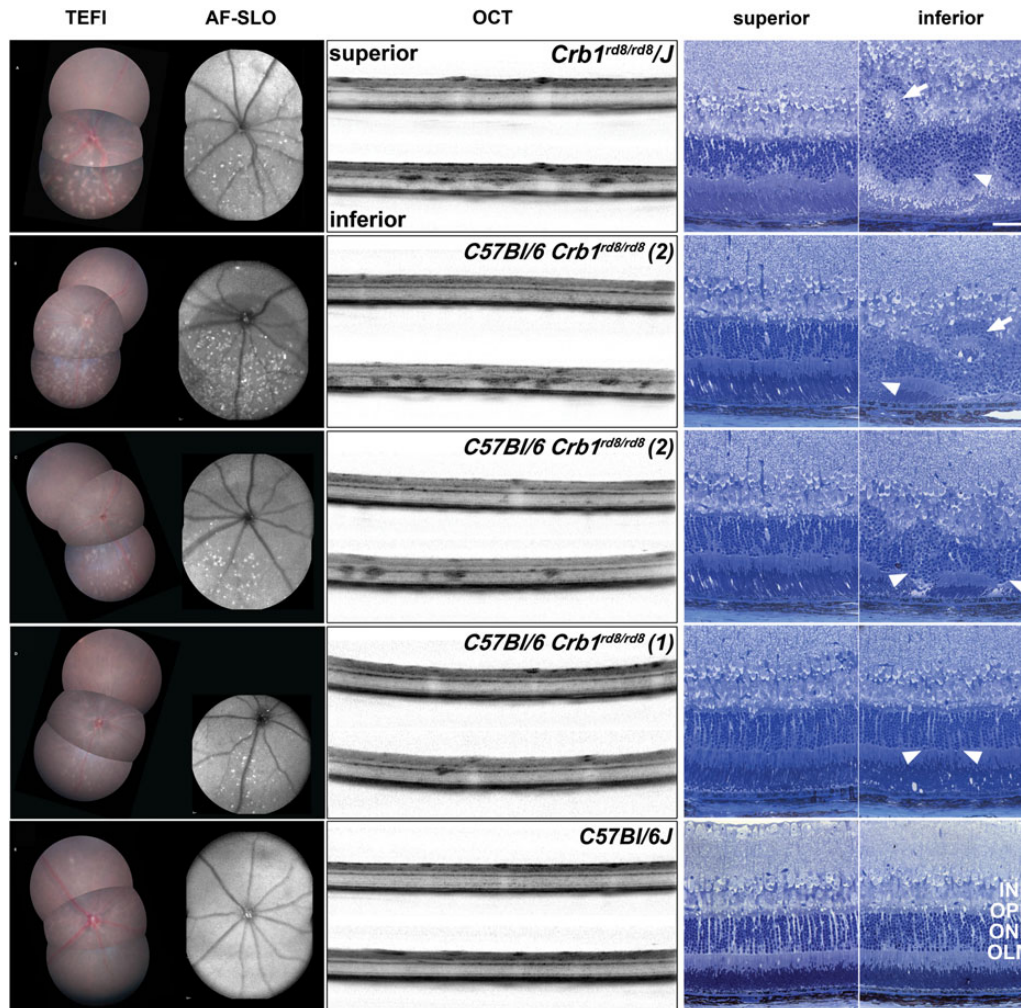 TEFI AF-SLO OCT superior inferior
superior Crb1rd8/rd8/J
inferior
C57Bl/6 Crb1rd8/rd8 (2)
C57Bl/6 Crb1rd8/rd8 (2)
C57Bl/6 Crb1rd8/rd8 (1)
C57Bl/6J
IN
OP
ON
OL